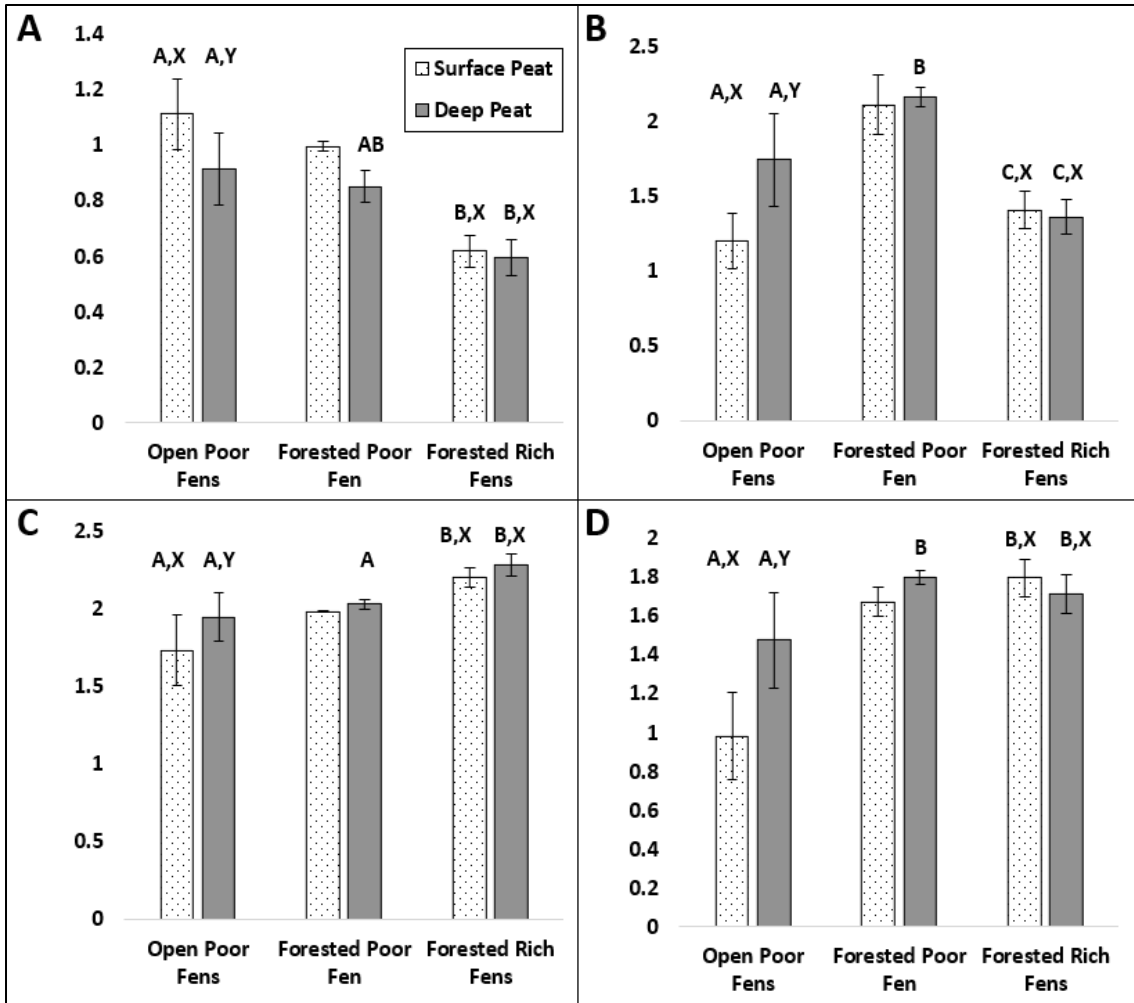 A
1.4
1.2
1
0.8
0.6
0.4
0.2
0
A,X A,Y
AB
B,X B,X
Surface Peat
Deep Peat
Open Poor Fens
Forested Poor Fen
Forested Rich Fens
B
2.5
2
1.5
1
0.5
0
A,X A,Y
B
C,X C,X
Open Poor Fens
Forested Poor Fen
Forested Rich Fens
C
2.5
2
1.5
1
0.5
0
A,X A,Y
A
B,X B,X
Open Poor Fens
Forested Poor Fen
Forested Rich Fens
D
2
1.8
1.6
1.4
1.2
1
0.8
0.6
0.4
0.2
0
A,X A,Y
B
B,X B,X
Open Poor Fens
Forested Poor Fen
Forested Rich Fens